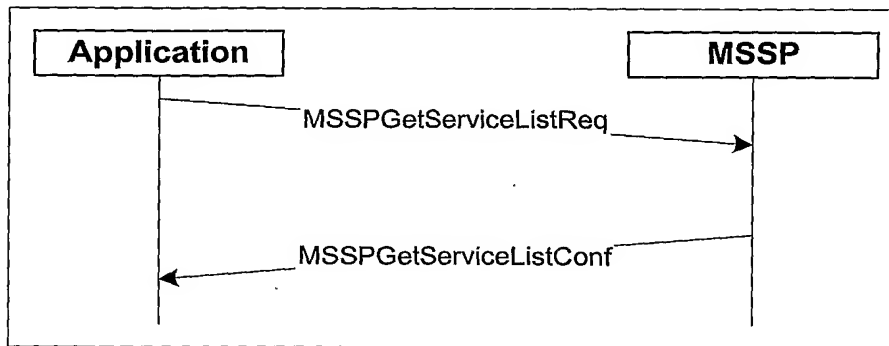 Application
MSSP
MSSPGetServiceListReq
MSSPGetServiceListConf